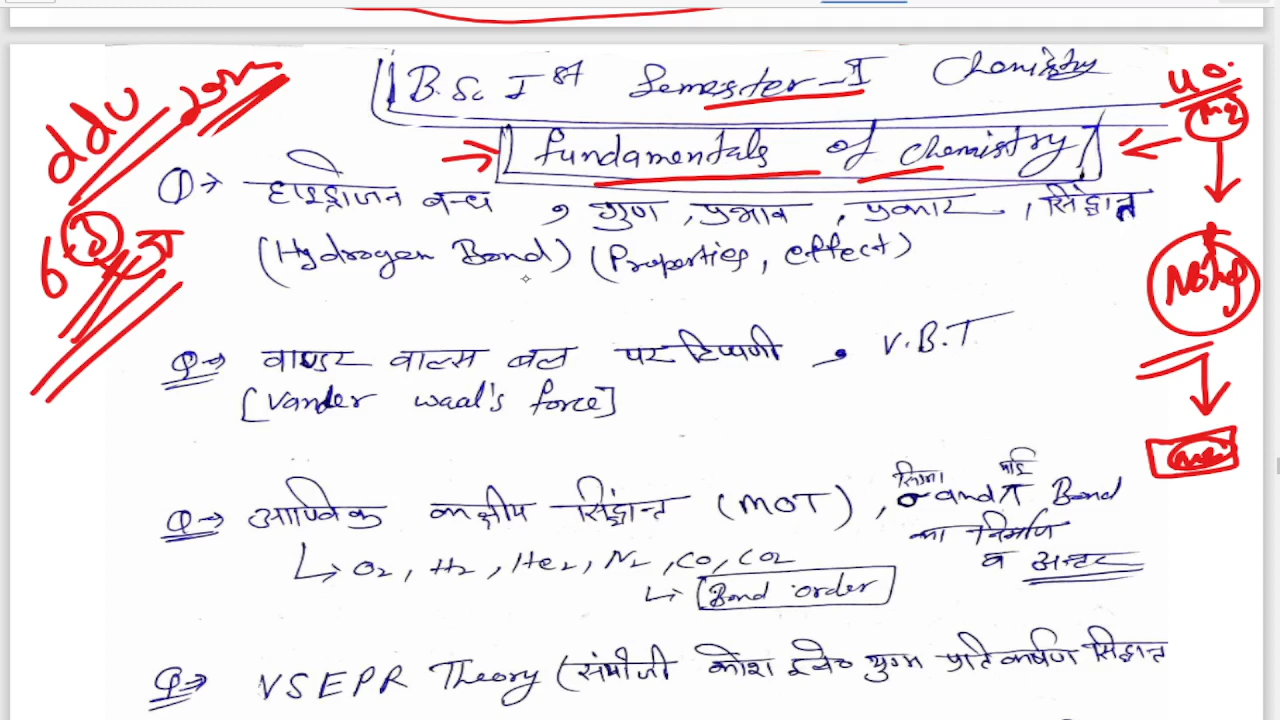 B.Sc I st Semester-I Chemistry
fundamentals of chemistry
Q→ हाइड्रोजन बन्ध, गुण, प्रभाव, प्रकार, सिद्धान्त
(Hydrogen Bond) (Properties, effect)
Q→ वाण्डर वाल्स बल पर टिप्पणी, V.B.T
[Vander waal's force]
Q→ आण्विक कक्षीय सिद्धान्त (MOT), σ and π Bond
सिग्मा पाई
का निर्माण
व अन्तर
↳ O2, H2, He2, N2, CO, CO2
↳ Bond order
Q→ VSEPR Theory (संयोजी कोश इलेo युग्म प्रतिकर्षण सिद्धान्त
ddu